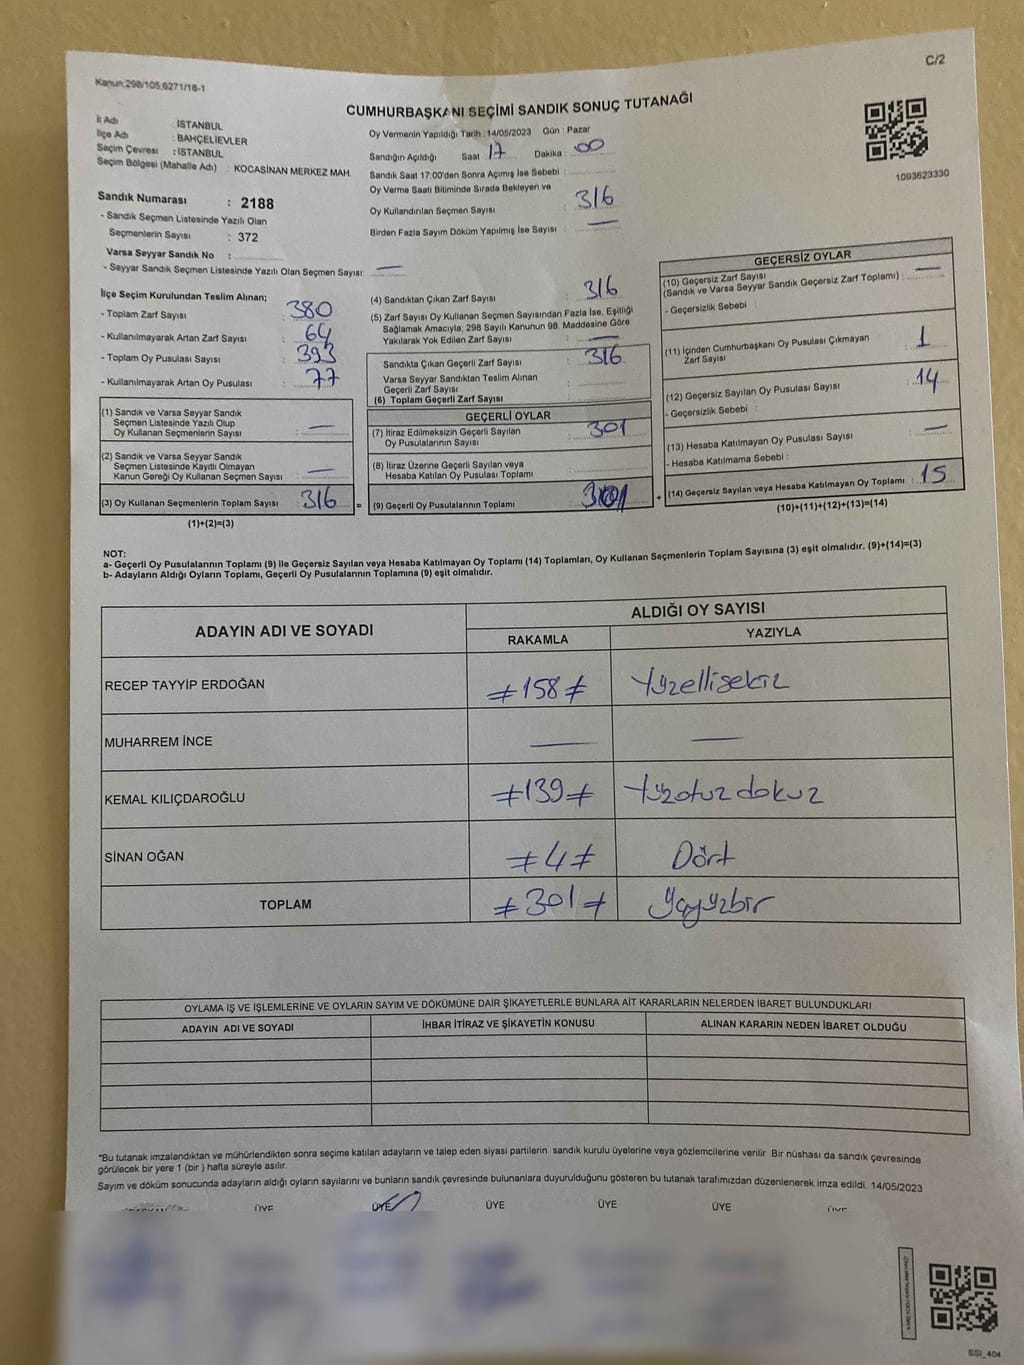 C/2
Kanun:298/105,6271/18-1
CUMHURBAŞKANI SEÇİMİ SANDIK SONUÇ TUTANAĞI
İl Adı : İSTANBUL
İlçe Adı : BAHÇELİEVLER
Seçim Çevresi : İSTANBUL
Seçim Bölgesi (Mahalle Adı) : KOCASİNAN MERKEZ MAH.
Sandık Numarası : 2188
- Sandık Seçmen Listesinde Yazılı Olan
Seçmenlerin Sayısı : 372
Varsa Seyyar Sandık No :
- Seyyar Sandık Seçmen Listesinde Yazılı Olan Seçmen Sayısı: —
Oy Vermenin Yapıldığı Tarih : 14/05/2023 Gün : Pazar
Sandığın Açıldığı Saat 17 Dakika : 00
Sandık Saat 17:00'den Sonra Açımış İse Sebebi :
Oy Verme Saati Bitiminde Sırada Bekleyen ve
Oy Kullandırılan Seçmen Sayısı : 316
Birden Fazla Sayım Döküm Yapılmış İse Sayısı : —
1093623330
İlçe Seçim Kurulundan Teslim Alınan;
- Toplam Zarf Sayısı : 380
- Kullanılmayarak Artan Zarf Sayısı : 64
- Toplam Oy Pusulası Sayısı : 393
- Kullanılmayarak Artan Oy Pusulası : 77
(1) Sandık ve Varsa Seyyar Sandık
Seçmen Listesinde Yazılı Olup
Oy Kullanan Seçmenlerin Sayısı : —
(2) Sandık ve Varsa Seyyar Sandık
Seçmen Listesinde Kayıtlı Olmayan
Kanun Gereği Oy Kullanan Seçmen Sayısı : —
(3) Oy Kullanan Seçmenlerin Toplam Sayısı : 316 =
(1)+(2)=(3)
(4) Sandıktan Çıkan Zarf Sayısı : 316
(5) Zarf Sayısı Oy Kullanan Seçmen Sayısından Fazla İse, Eşitliği
Sağlamak Amacıyla, 298 Sayılı Kanunun 98. Maddesine Göre
Yakılarak Yok Edilen Zarf Sayısı : —
Sandıkta Çıkan Geçerli Zarf Sayısı : 316
Varsa Seyyar Sandıktan Teslim Alınan
Geçerli Zarf Sayısı :
(6) Toplam Geçerli Zarf Sayısı :
GEÇERLİ OYLAR
(7) İtiraz Edilmeksizin Geçerli Sayılan
Oy Pusulalarının Sayısı : 301
(8) İtiraz Üzerine Geçerli Sayılan veya
Hesaba Katılan Oy Pusulası Toplamı :
(9) Geçerli Oy Pusulalarının Toplamı : +
GEÇERSİZ OYLAR
(10) Geçersiz Zarf Sayısı
(Sandık ve Varsa Seyyar Sandık Geçersiz Zarf Toplamı) : —
- Geçersizlik Sebebi :
(11) İçinden Cumhurbaşkanı Oy Pusulası Çıkmayan
Zarf Sayısı : 1
(12) Geçersiz Sayılan Oy Pusulası Sayısı : 14
- Geçersizlik Sebebi :
(13) Hesaba Katılmayan Oy Pusulası Sayısı : —
- Hesaba Katılmama Sebebi :
(14) Geçersiz Sayılan veya Hesaba Katılmayan Oy Toplamı : 15
(10)+(11)+(12)+(13)=(14)
NOT:
a- Geçerli Oy Pusulalarının Toplamı (9) ile Geçersiz Sayılan veya Hesaba Katılmayan Oy Toplamı (14) Toplamları, Oy Kullanan Seçmenlerin Toplam Sayısına (3) eşit olmalıdır. (9)+(14)=(3)
b- Adayların Aldığı Oyların Toplamı, Geçerli Oy Pusulalarının Toplamına (9) eşit olmalıdır.
ADAYIN ADI VE SOYADI ALDIĞI OY SAYISI
RAKAMLA YAZIYLA
RECEP TAYYİP ERDOĞAN ≠158≠ Yüzellisekiz
MUHARREM İNCE — —
KEMAL KILIÇDAROĞLU ≠139≠ Yüzotuzdokuz
SİNAN OĞAN ≠4≠ Dört
TOPLAM ≠301≠ Üçyüzbir
OYLAMA İŞ VE İŞLEMLERİNE VE OYLARIN SAYIM VE DÖKÜMÜNE DAİR ŞİKAYETLERLE BUNLARA AİT KARARLARIN NELERDEN İBARET BULUNDUKLARI
ADAYIN ADI VE SOYADI İHBAR İTİRAZ VE ŞİKAYETİN KONUSU ALINAN KARARIN NEDEN İBARET OLDUĞU
*Bu tutanak imzalandıktan ve mühürlendikten sonra seçime katılan adayların ve talep eden siyasi partilerin sandık kurulu üyelerine veya gözlemcilerine verilir Bir nüshası da sandık çevresinde
görülecek bir yere 1 (bir ) hafta süreyle asılır.
Sayım ve döküm sonucunda adayların aldığı oyların sayılarını ve bunların sandık çevresinde bulunanlara duyurulduğunu gösteren bu tutanak tarafımızdan düzenlenerek imza edildi. 14/05/2023
ÜYE ÜYE ÜYE ÜYE ÜYE
SSI_404